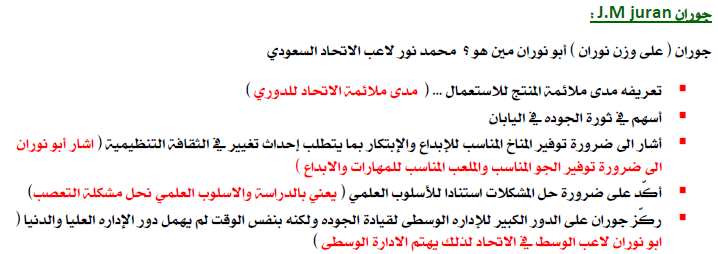 جوران J.M juran :
جوران ( على وزن نوران ) أبو نوران مين هو ؟ محمد نور لاعب الاتحاد السعودي
▪ تعريفه مدى ملائمة المنتج للاستعمال ... ( مدى ملائمة الاتحاد للدوري )
▪ أسهم في ثورة الجوده في اليابان
▪ أشار الى ضرورة توفير المناخ المناسب للإبداع والإبتكار بما يتطلب إحداث تغيير في الثقافة التنظيمية ( اشار أبو نوران
الى ضرورة توفير الجو المناسب والملعب المناسب للمهارات والابداع )
▪ أكّد على ضرورة حل المشكلات استنادا للأسلوب العلمي ( يعني بالدراسة والاسلوب العلمي نحل مشكلة التعصب)
▪ ركّز جوران على الدور الكبير للإداره الوسطى لقيادة الجوده ولكنه بنفس الوقت لم يهمل دور الإداره العليا والدنيا (
ابو نوران لاعب الوسط في الاتحاد لذلك يهتم الادارة الوسطى )